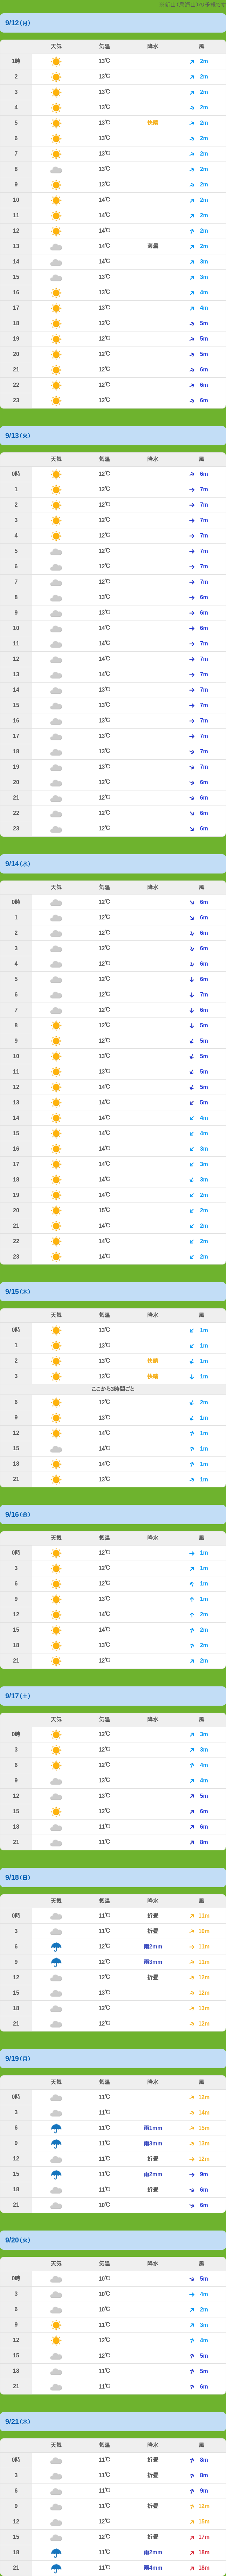 ※新山（鳥海山）の予報です
9/12（月）
天気 気温 降水 風
1時 13℃ 2m
2 13℃ 2m
3 13℃ 2m
4 13℃ 2m
5 13℃ 快晴 2m
6 13℃ 2m
7 13℃ 2m
8 13℃ 2m
9 13℃ 2m
10 14℃ 2m
11 14℃ 2m
12 14℃ 2m
13 14℃ 薄曇 2m
14 14℃ 3m
15 13℃ 3m
16 13℃ 4m
17 13℃ 4m
18 12℃ 5m
19 12℃ 5m
20 12℃ 5m
21 12℃ 6m
22 12℃ 6m
23 12℃ 6m
9/13（火）
天気 気温 降水 風
0時 12℃ 6m
1 12℃ 7m
2 12℃ 7m
3 12℃ 7m
4 12℃ 7m
5 12℃ 7m
6 12℃ 7m
7 12℃ 7m
8 13℃ 6m
9 13℃ 6m
10 14℃ 6m
11 14℃ 7m
12 14℃ 7m
13 14℃ 7m
14 13℃ 7m
15 13℃ 7m
16 13℃ 7m
17 13℃ 7m
18 12℃ 7m
19 12℃ 7m
20 12℃ 6m
21 12℃ 6m
22 12℃ 6m
23 12℃ 6m
9/14（水）
天気 気温 降水 風
0時 12℃ 6m
1 12℃ 6m
2 12℃ 6m
3 12℃ 6m
4 12℃ 6m
5 12℃ 6m
6 12℃ 7m
7 12℃ 6m
8 12℃ 5m
9 12℃ 5m
10 13℃ 5m
11 13℃ 5m
12 14℃ 5m
13 14℃ 5m
14 14℃ 4m
15 14℃ 4m
16 14℃ 3m
17 14℃ 3m
18 14℃ 3m
19 14℃ 2m
20 15℃ 2m
21 14℃ 2m
22 14℃ 2m
23 14℃ 2m
9/15（木）
天気 気温 降水 風
0時 13℃ 1m
1 13℃ 1m
2 13℃ 快晴 1m
3 13℃ 快晴 1m
ここから3時間ごと
6 12℃ 2m
9 13℃ 1m
12 14℃ 1m
15 14℃ 1m
18 14℃ 1m
21 13℃ 1m
9/16（金）
天気 気温 降水 風
0時 12℃ 1m
3 12℃ 1m
6 12℃ 1m
9 13℃ 1m
12 14℃ 2m
15 14℃ 2m
18 13℃ 2m
21 12℃ 2m
9/17（土）
天気 気温 降水 風
0時 12℃ 3m
3 12℃ 3m
6 12℃ 4m
9 13℃ 4m
12 13℃ 5m
15 12℃ 6m
18 11℃ 6m
21 11℃ 8m
9/18（日）
天気 気温 降水 風
0時 11℃ 折曇 11m
3 11℃ 折曇 10m
6 12℃ 雨2mm 11m
9 12℃ 雨3mm 11m
12 12℃ 折曇 12m
15 13℃ 12m
18 12℃ 13m
21 12℃ 12m
9/19（月）
天気 気温 降水 風
0時 11℃ 12m
3 11℃ 14m
6 11℃ 雨1mm 15m
9 11℃ 雨3mm 13m
12 11℃ 折曇 12m
15 11℃ 雨2mm 9m
18 11℃ 折曇 6m
21 10℃ 6m
9/20（火）
天気 気温 降水 風
0時 10℃ 5m
3 10℃ 4m
6 10℃ 2m
9 11℃ 3m
12 12℃ 4m
15 12℃ 5m
18 11℃ 5m
21 11℃ 6m
9/21（水）
天気 気温 降水 風
0時 11℃ 折曇 8m
3 11℃ 折曇 8m
6 11℃ 9m
9 11℃ 折曇 12m
12 12℃ 15m
15 12℃ 折曇 17m
18 11℃ 雨2mm 18m
21 11℃ 雨4mm 18m